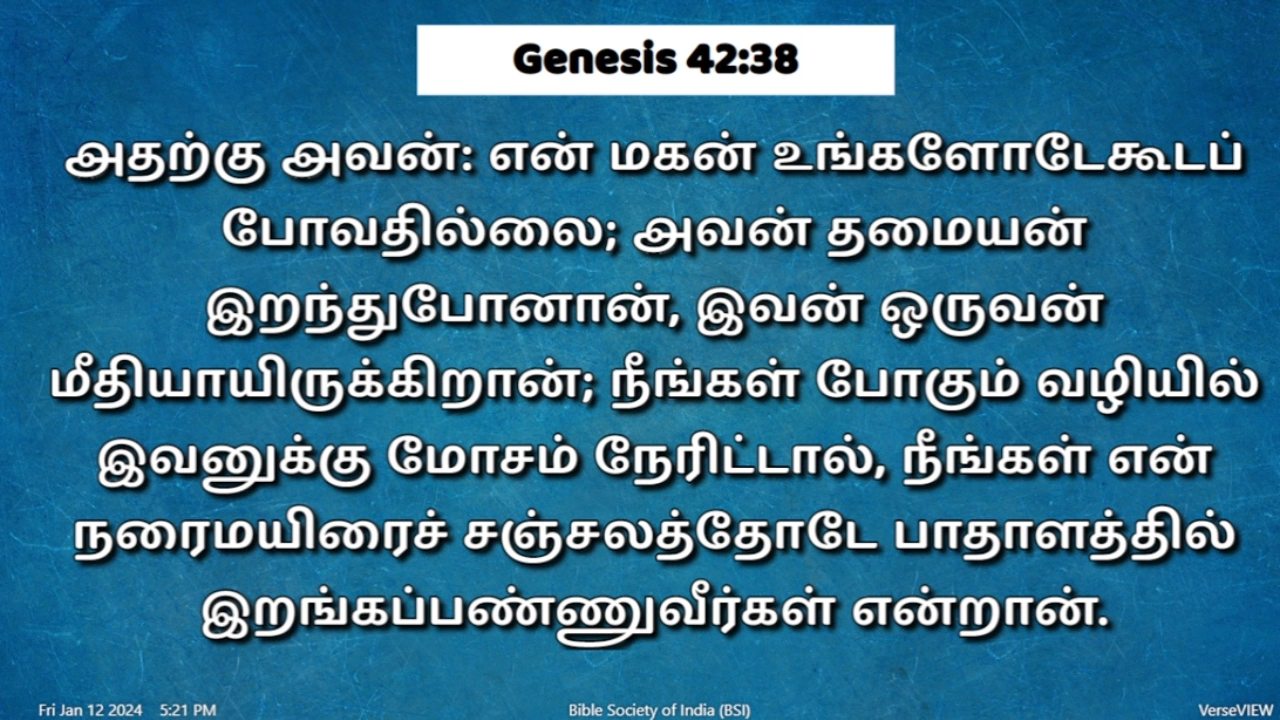 Genesis 42:38
அதற்கு அவன்: என் மகன் உங்களோடேகூடப்
போவதில்லை; அவன் தமையன்
இறந்துபோனான், இவன் ஒருவன்
மீதியாயிருக்கிறான்; நீங்கள் போகும் வழியில்
இவனுக்கு மோசம் நேரிட்டால், நீங்கள் என்
நரைமயிரைச் சஞ்சலத்தோடே பாதாளத்தில்
இறங்கப்பண்ணுவீர்கள் என்றான்.
Fri Jan 12 2024 5:21 PM Bible Society of India (BSI) VerseVIEW